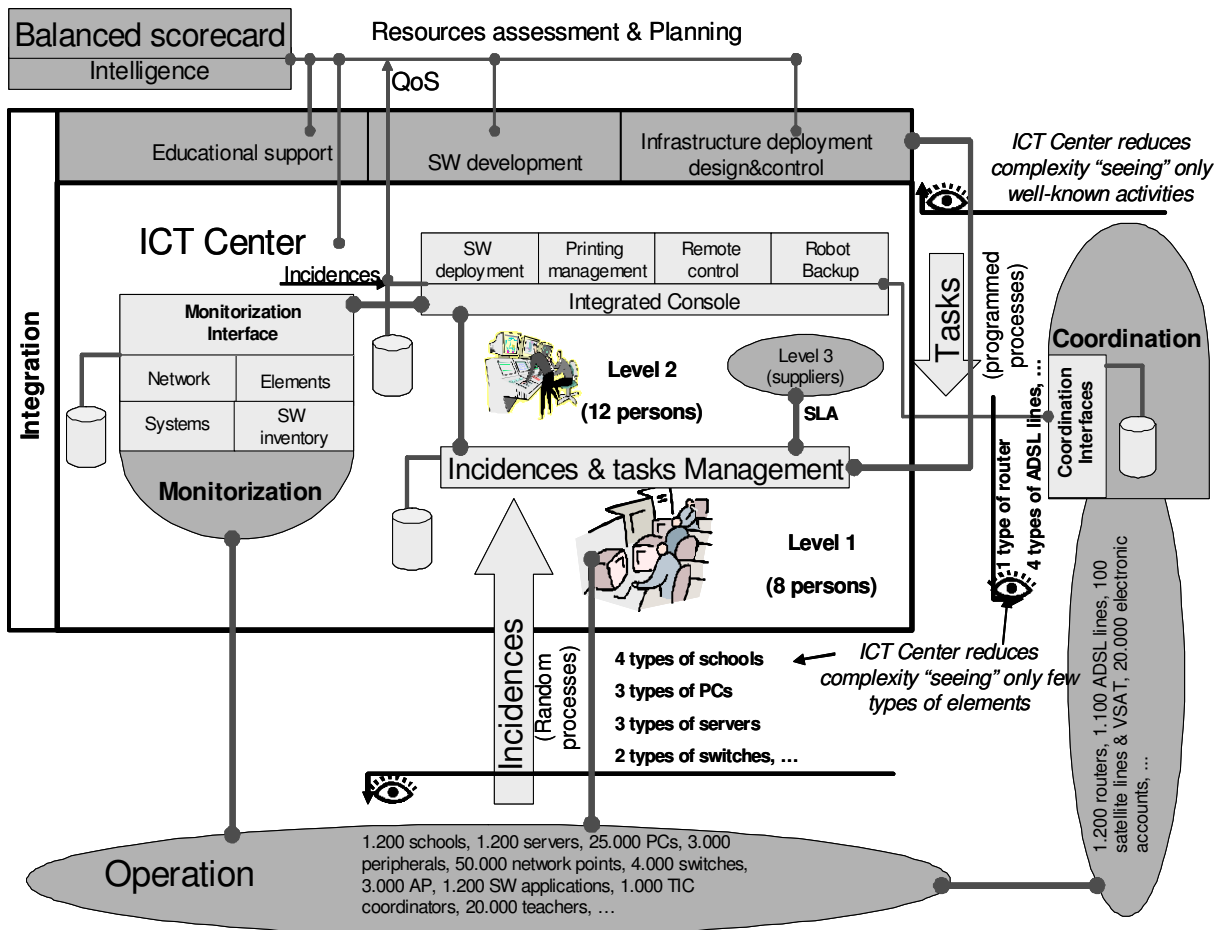 Balanced scorecard
Intelligence
Resources assessment & Planning
QoS
Integration
Educational support
SW development
Infrastructure deployment
design&control
ICT Center reduces
complexity “seeing” only
well-known activities
ICT Center
Incidences
SW
deployment
Printing
management
Remote
control
Robot
Backup
Integrated Console
Monitorization
Interface
Network
Elements
Systems
SW
inventory
Monitorization
Level 2
(12 persons)
Level 3
(suppliers)
SLA
Tasks
(programmed
processes)
Coordination
Coordination
Interfaces
Incidences & tasks Management
Level 1
(8 persons)
1 type of router
4 types of ADSL lines, …
Incidences
(Random
processes)
4 types of schools
3 types of PCs
3 types of servers
2 types of switches, …
ICT Center reduces
complexity “seeing” only few
types of elements
1.200 routers, 1.100 ADSL lines, 100
satellite lines & VSAT, 20.000 electronic
accounts, …
Operation
1.200 schools, 1.200 servers, 25.000 PCs, 3.000
peripherals, 50.000 network points, 4.000 switches,
3.000 AP, 1.200 SW applications, 1.000 TIC
coordinators, 20.000 teachers, …